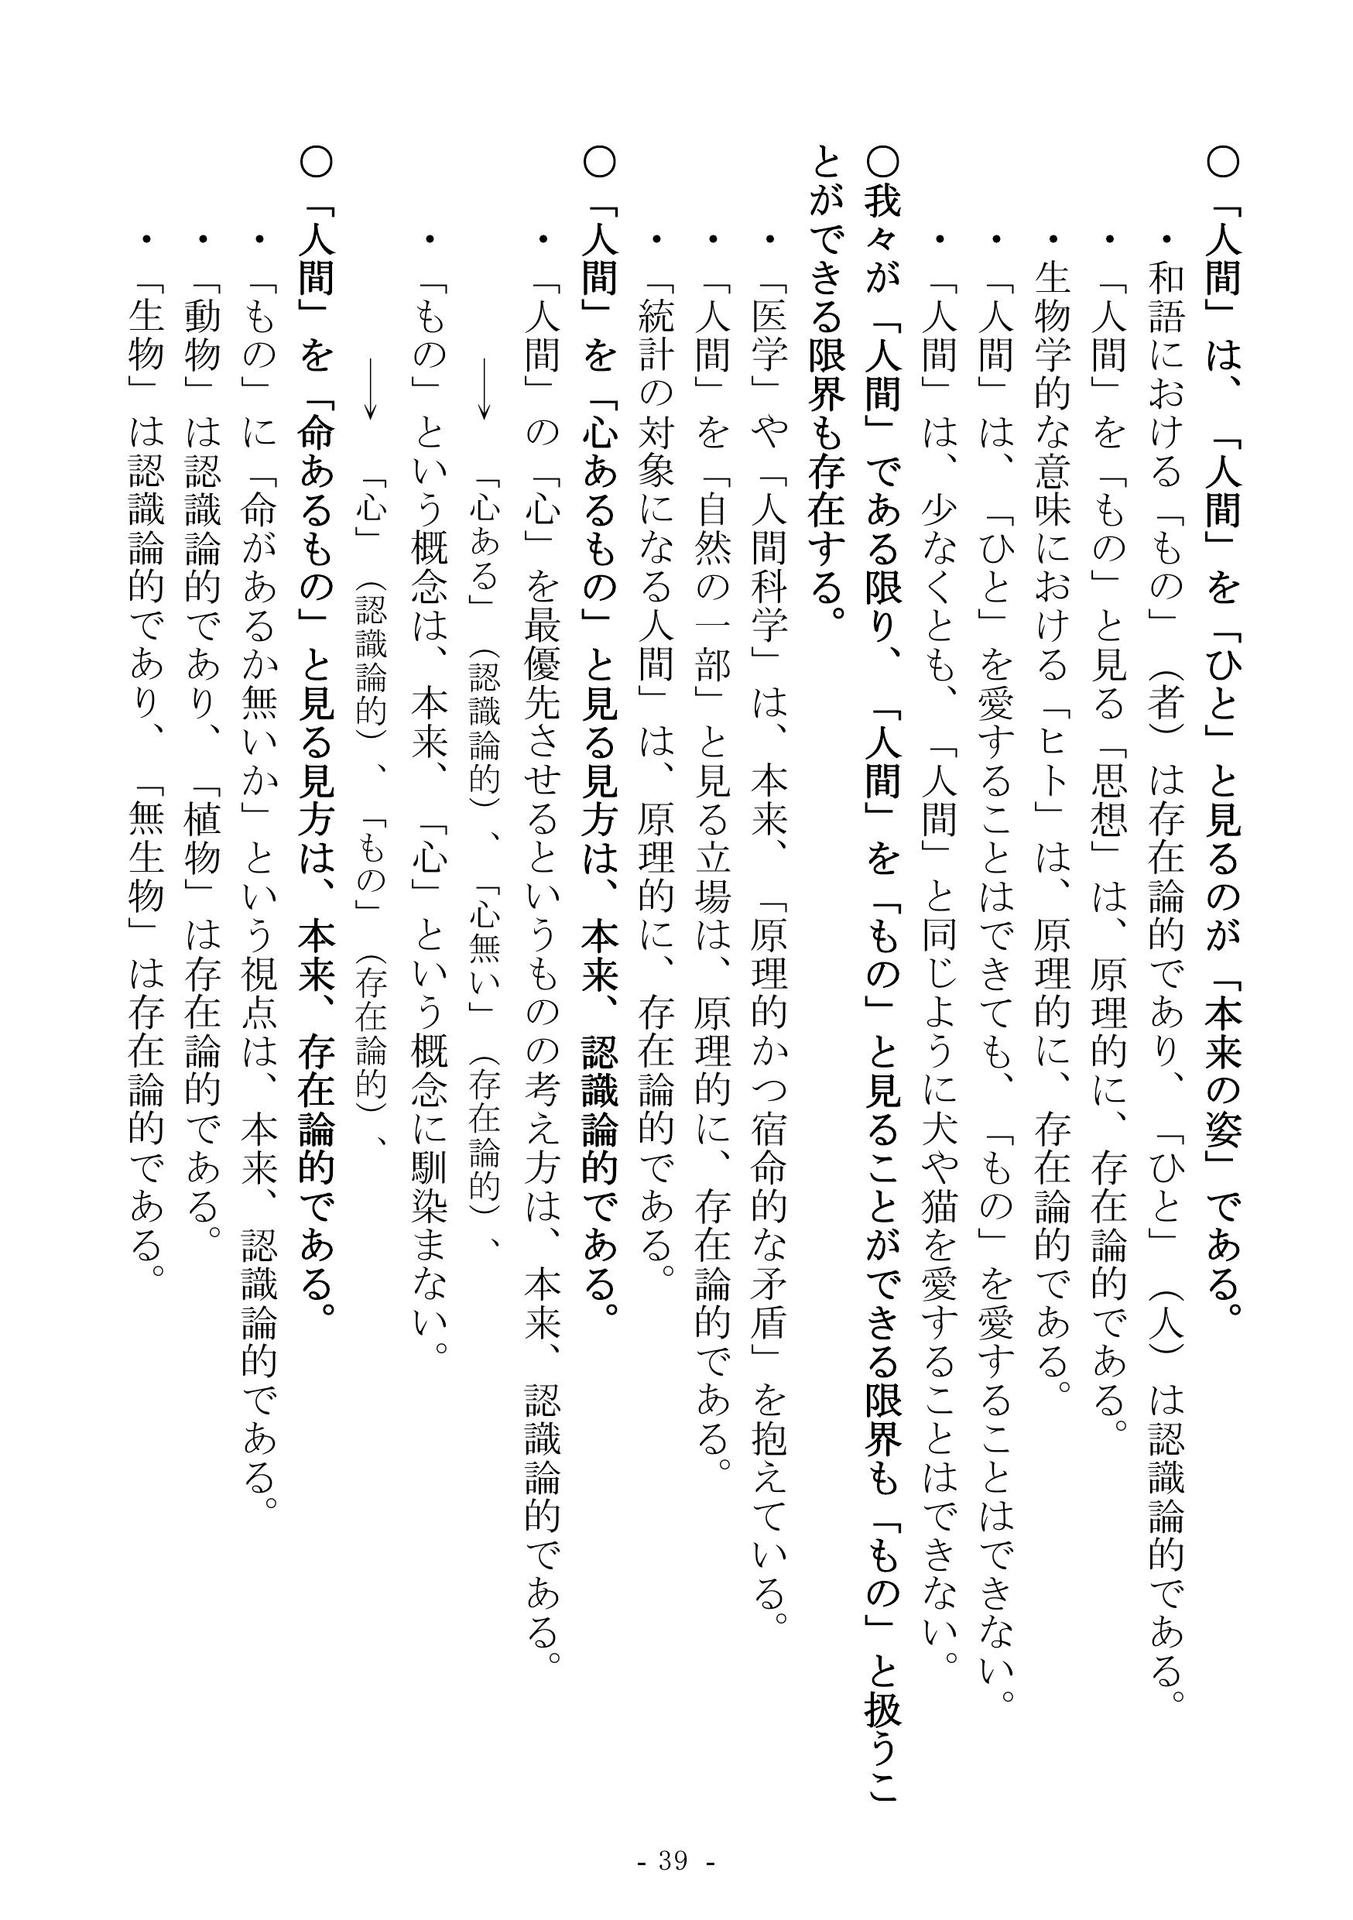 ○「人間」は、「人間」を「ひと」と見るのが「本来の姿」である。
・和語における「もの」（者）は存在論的であり、「ひと」（人）は認識論的である。
・「人間」を「もの」と見る「思想」は、原理的に、存在論的である。
・生物学的な意味における「ヒト」は、原理的に、存在論的である。
・「人間」は、「ひと」を愛することはできても、「もの」を愛することはできない。
・「人間」は、少なくとも、「人間」と同じように犬や猫を愛することはできない。
○我々が「人間」である限り、「人間」を「もの」と見ることができる限界も「もの」と扱うこ
とができる限界も存在する。
・「医学」や「人間科学」は、本来、「原理的かつ宿命的な矛盾」を抱えている。
・「人間」を「自然の一部」と見る立場は、原理的に、存在論的である。
・「統計の対象になる人間」は、原理的に、存在論的である。
○「人間」を「心あるもの」と見る見方は、本来、認識論的である。
・「人間」の「心」を最優先させるというものの考え方は、本来、認識論的である。
→「心ある」（認識論的）、「心無い」（存在論的）、
・「もの」という概念は、本来、「心」という概念に馴染まない。
→「心」（認識論的）、「もの」（存在論的）、
○「人間」を「命あるもの」と見る見方は、本来、存在論的である。
・「もの」に「命があるか無いか」という視点は、本来、認識論的である。
・「動物」は認識論的であり、「植物」は存在論的である。
・「生物」は認識論的であり、「無生物」は存在論的である。
- 39 -